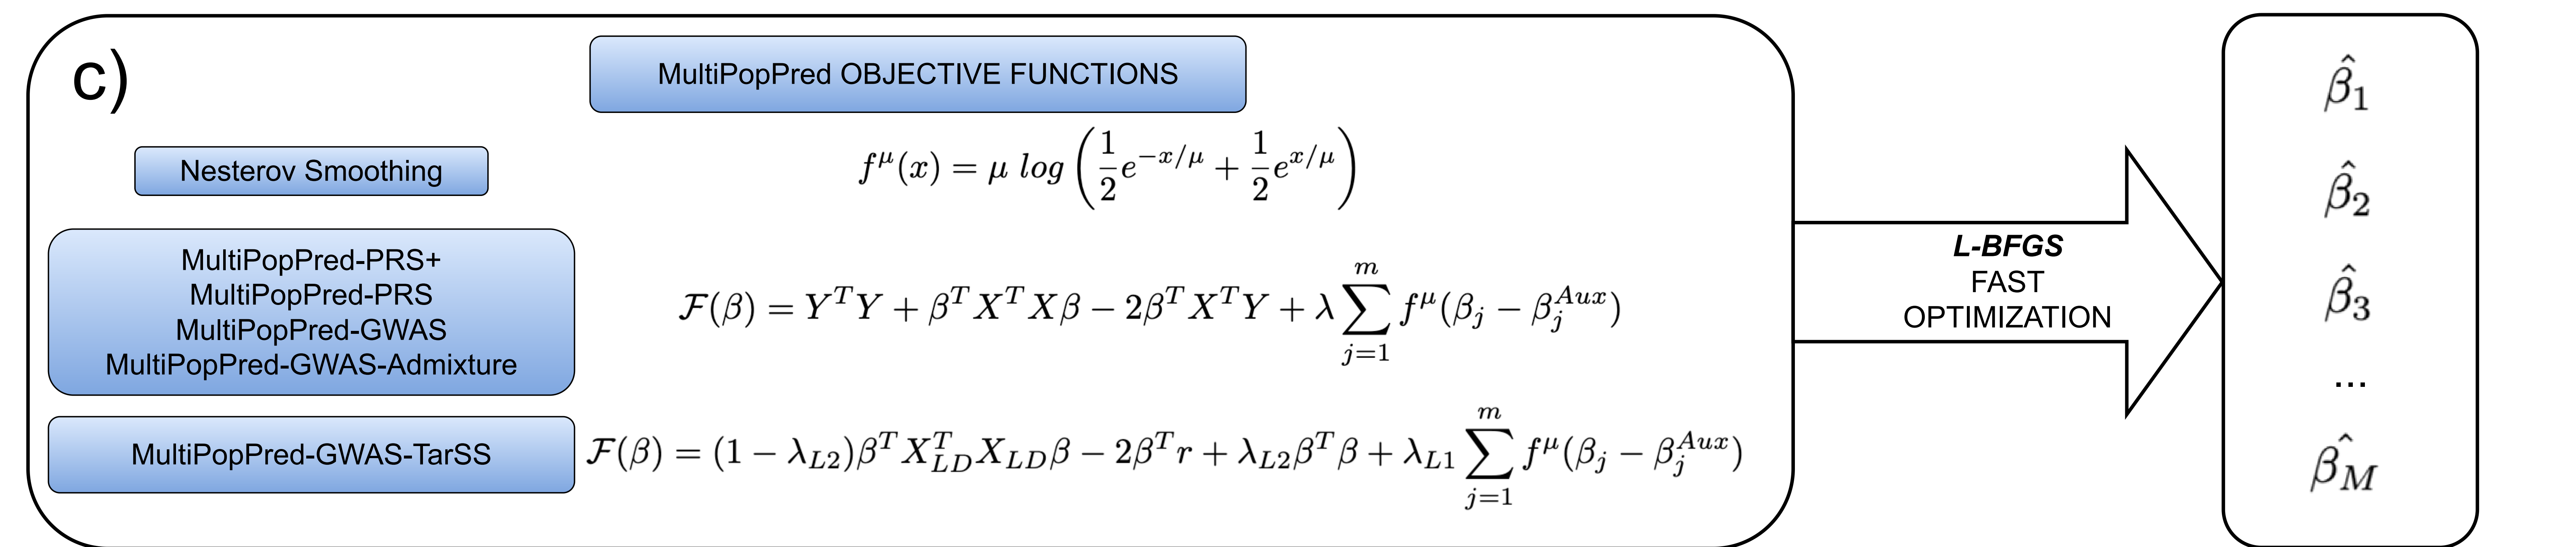 c)
MultiPopPred OBJECTIVE FUNCTIONS
Nesterov Smoothing
f^μ(x) = μ log ( 1/2 e^{-x/μ} + 1/2 e^{x/μ} )
MultiPopPred-PRS+
MultiPopPred-PRS
MultiPopPred-GWAS
MultiPopPred-GWAS-Admixture
ℱ(β) = Y^T Y + β^T X^T Xβ − 2β^T X^T Y + λ ∑_{j=1}^{m} f^μ(β_j − β_j^{Aux})
MultiPopPred-GWAS-TarSS
ℱ(β) = (1 − λ_{L2})β^T X_{LD}^T X_{LD}β − 2β^T r + λ_{L2}β^T β + λ_{L1} ∑_{j=1}^{m} f^μ(β_j − β_j^{Aux})
L-BFGS
FAST
OPTIMIZATION
β̂_1
β̂_2
β̂_3
...
β̂_M